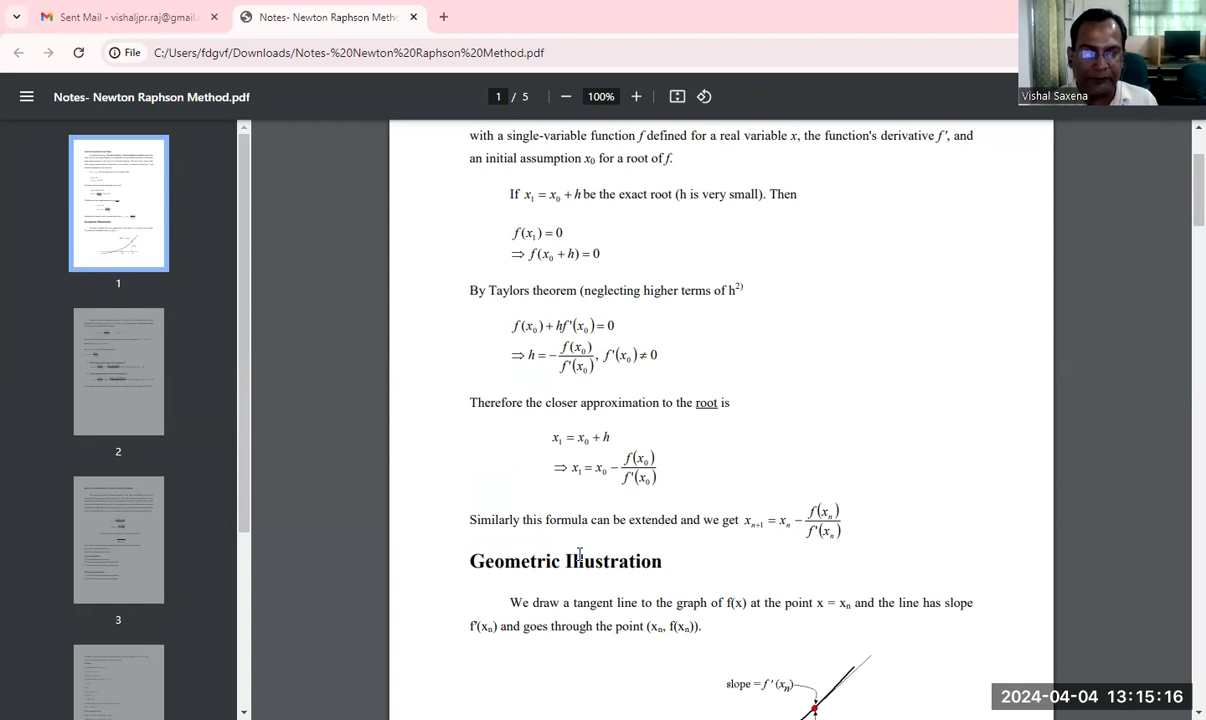 Sent Mail - vishaljpr.raj@gmail.
Notes- Newton Raphson Metho
File C:/Users/fdgvf/Downloads/Notes-%20Newton%20Raphson%20Method.pdf
Vishal Saxena
Notes- Newton Raphson Method.pdf
1 / 5
100%
with a single-variable function f defined for a real variable x, the function's derivative f ', and
an initial assumption x₀ for a root of f.
If x₁ = x₀ + h be the exact root (h is very small). Then
f(x₁) = 0
⇒ f(x₀ + h) = 0
By Taylors theorem (neglecting higher terms of h²⁾
f(x₀) + hf'(x₀) = 0
⇒ h = − f(x₀) / f'(x₀), f'(x₀) ≠ 0
Therefore the closer approximation to the root is
x₁ = x₀ + h
⇒ x₁ = x₀ − f(x₀) / f'(x₀)
Similarly this formula can be extended and we get xₙ₊₁ = xₙ − f(xₙ) / f'(xₙ)
Geometric Illustration
We draw a tangent line to the graph of f(x) at the point x = xₙ and the line has slope
f'(xₙ) and goes through the point (xₙ, f(xₙ)).
slope = f ' (xₙ)
1
2
3
2024-04-04 13:15:16